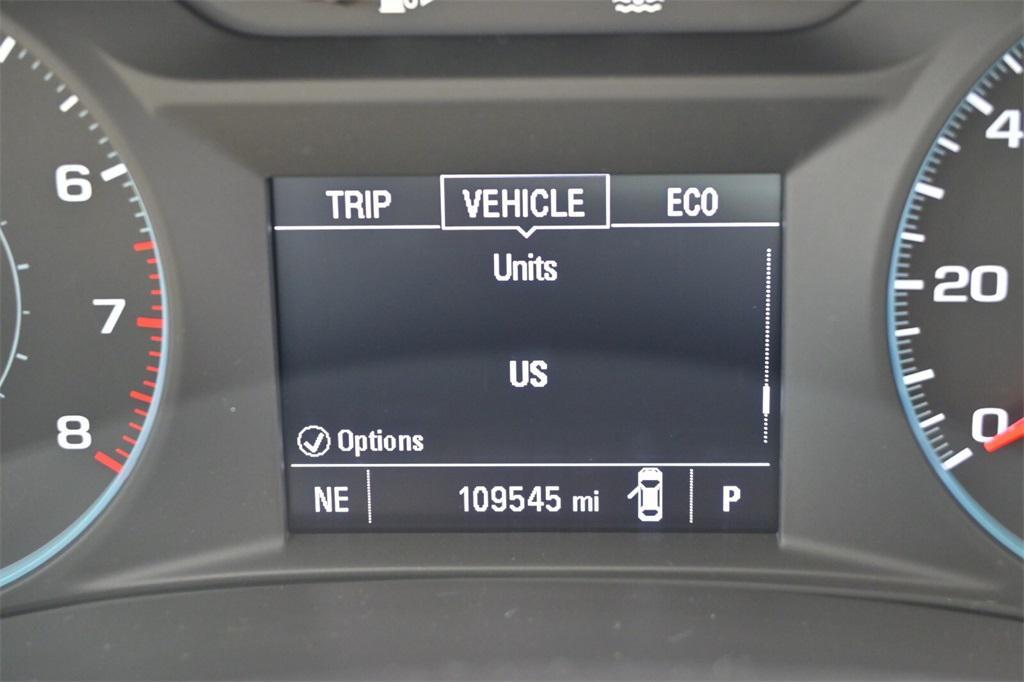 TRIP VEHICLE ECO
Units
US
Options
NE 109545 mi P
6
7
8
4
20
0